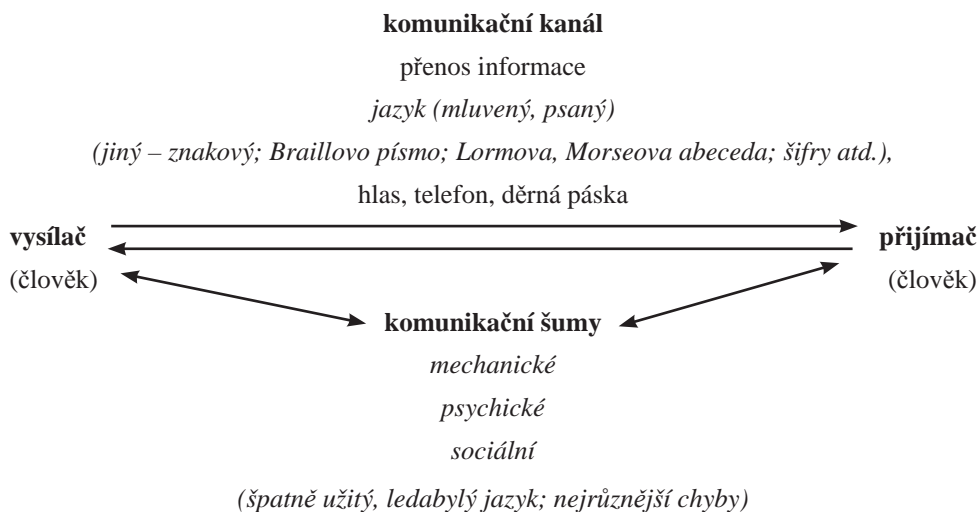 komunikační kanál
přenos informace
jazyk (mluvený, psaný)
(jiný – znakový; Braillovo písmo; Lormova, Morseova abeceda; šifry atd.),
hlas, telefon, děrná páska
vysílač
přijímač
(člověk)
(člověk)
komunikační šumy
mechanické
psychické
sociální
(špatně užitý, ledabylý jazyk; nejrůznější chyby)